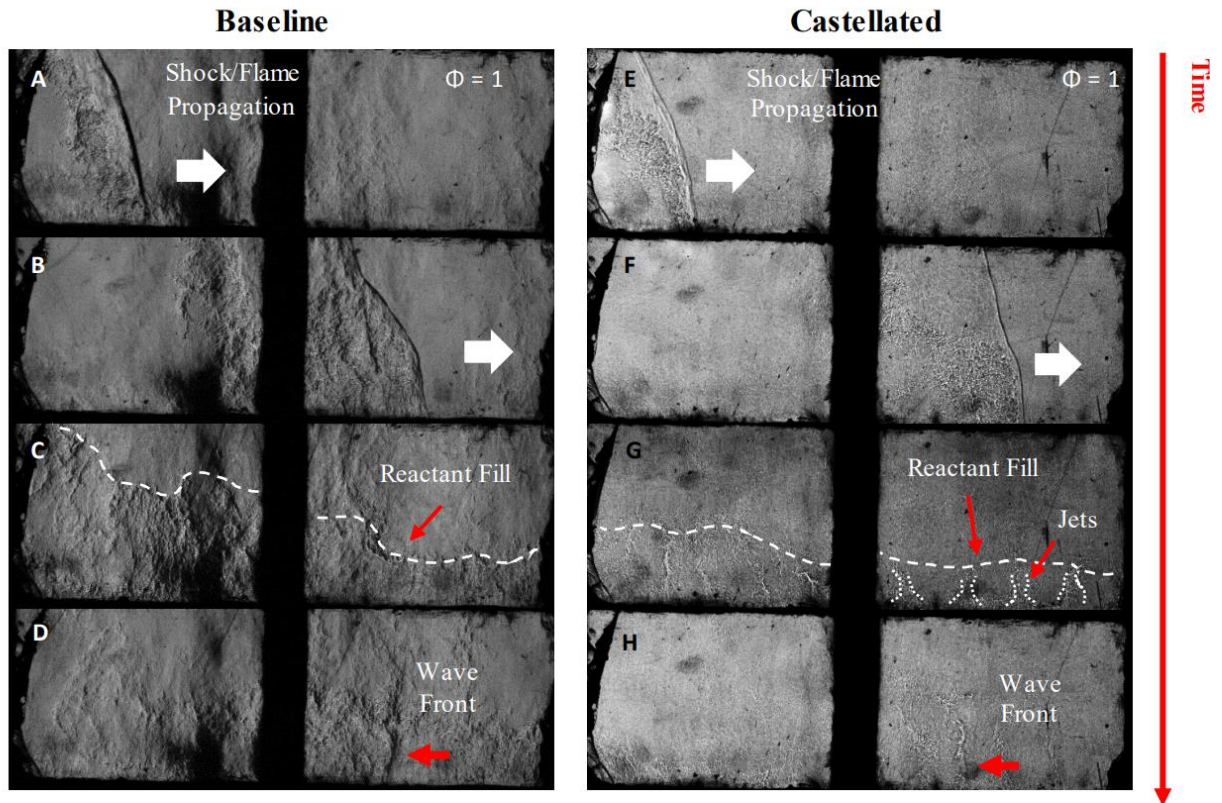 Baseline
Castellated
Time
A
Shock/Flame
Propagation
Φ = 1
E
Shock/Flame
Propagation
Φ = 1
B
F
C
Reactant Fill
G
Reactant Fill
Jets
D
Wave
Front
H
Wave
Front